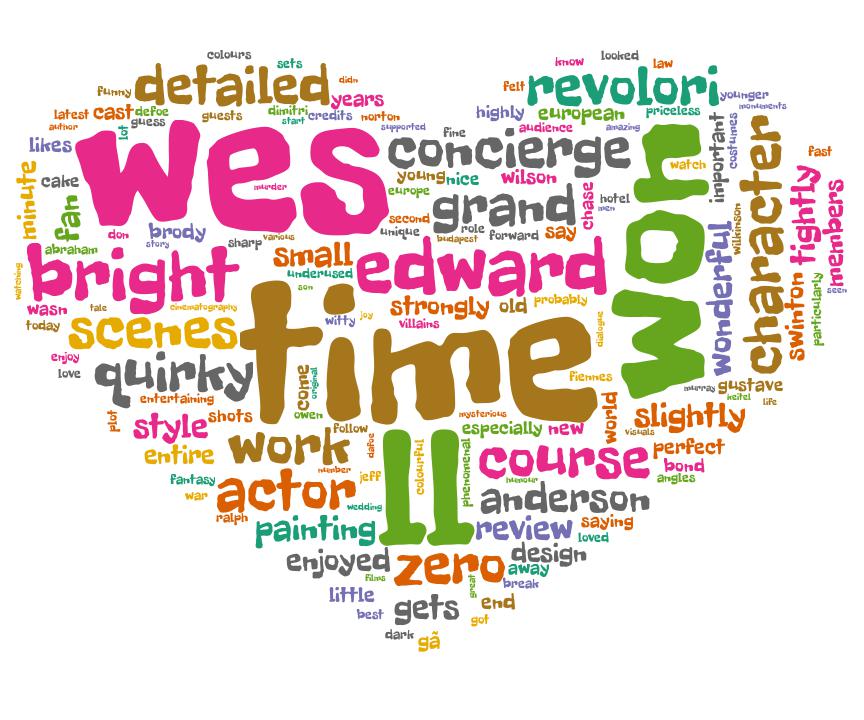 colours
sets
know
looked
law
funny
detailed
didn
felt
revolori
younger
latest
cast
defoe
dimitri
years
highly
european
priceless
monuments
author
lot
guess
guests
start
credits
norton
supported
audience
amazing
likes
wes
fine
concierge
won
important
costumes
character
minute
cake
fan
murder
young
nice
wilson
europe
grand
chase
hotel
men
watch
fast
tightly
members
don
brody
story
second
unique
role
forward
say
budapest
wilkinson
wonderful
abraham
sharp
various
small
edward
bright
underused
son
watching
wasn
tale
cinematography
time
strongly
old
probably
swinton
particularly
seen
today
scenes
witty
joy
villains
dialogue
enjoy
love
quirky
come
original
fiennes
murray
gustave
keitel
life
entertaining
owen
mysterious
world
plot
style
shots
follow
especially
new
visuals
slightly
entire
work
dafoe
ll
colourful
phenomenal
course
perfect
bond
angles
number
fantasy
war
actor
jeff
humour
anderson
ralph
wedding
painting
review
saying
loved
enjoyed
zero
design
away
films
great
break
little
best
gets
end
got
dark
gã